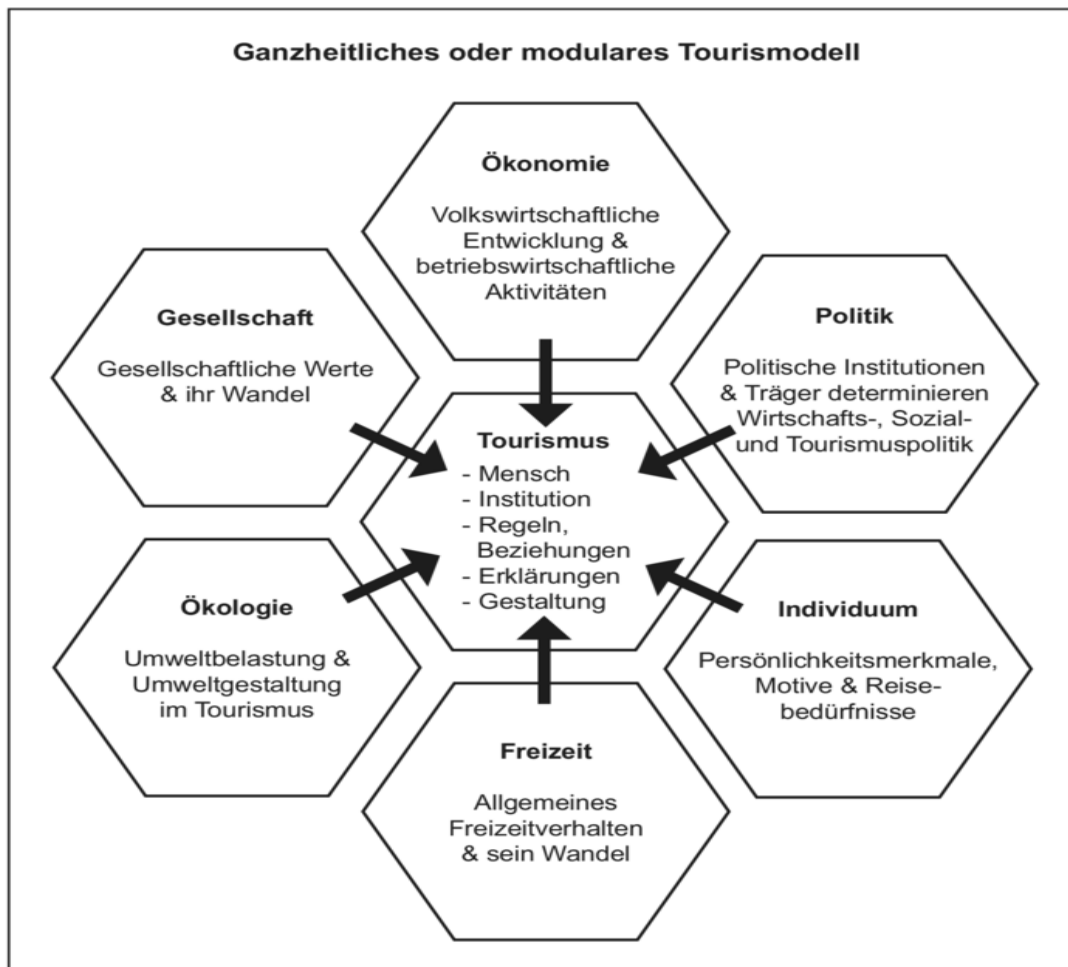 Ganzheitliches oder modulares Tourismodell
Ökonomie
Volkswirtschaftliche
Entwicklung &
betriebswirtschaftliche
Aktivitäten
Gesellschaft
Gesellschaftliche Werte
& ihr Wandel
Politik
Politische Institutionen
& Träger determinieren
Wirtschafts-, Sozial-
und Tourismuspolitik
Tourismus
- Mensch
- Institution
- Regeln,
Beziehungen
- Erklärungen
- Gestaltung
Ökologie
Umweltbelastung &
Umweltgestaltung
im Tourismus
Individuum
Persönlichkeitsmerkmale,
Motive & Reise-
bedürfnisse
Freizeit
Allgemeines
Freizeitverhalten
& sein Wandel